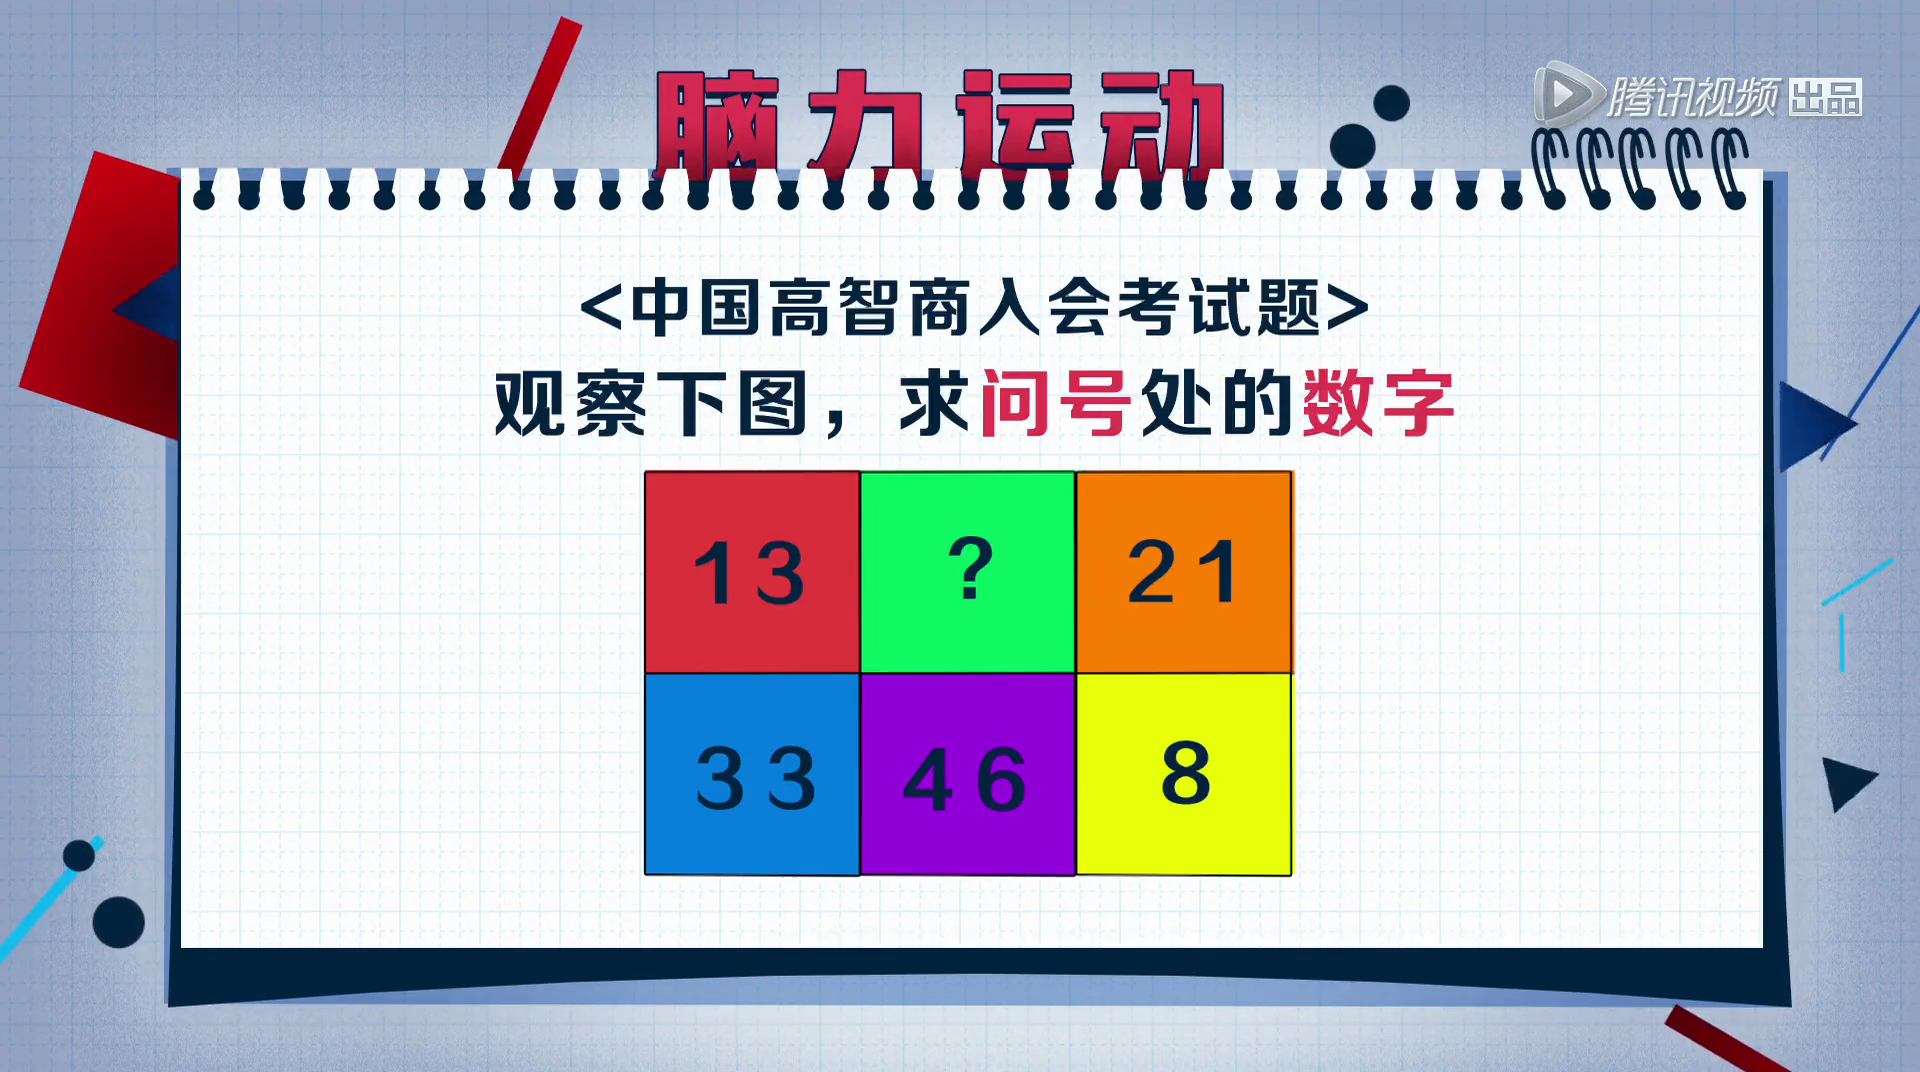 脑力运动
腾讯视频 出品
<中国高智商入会考试题>
观察下图，求问号处的数字
13 ? 21
33 46 8